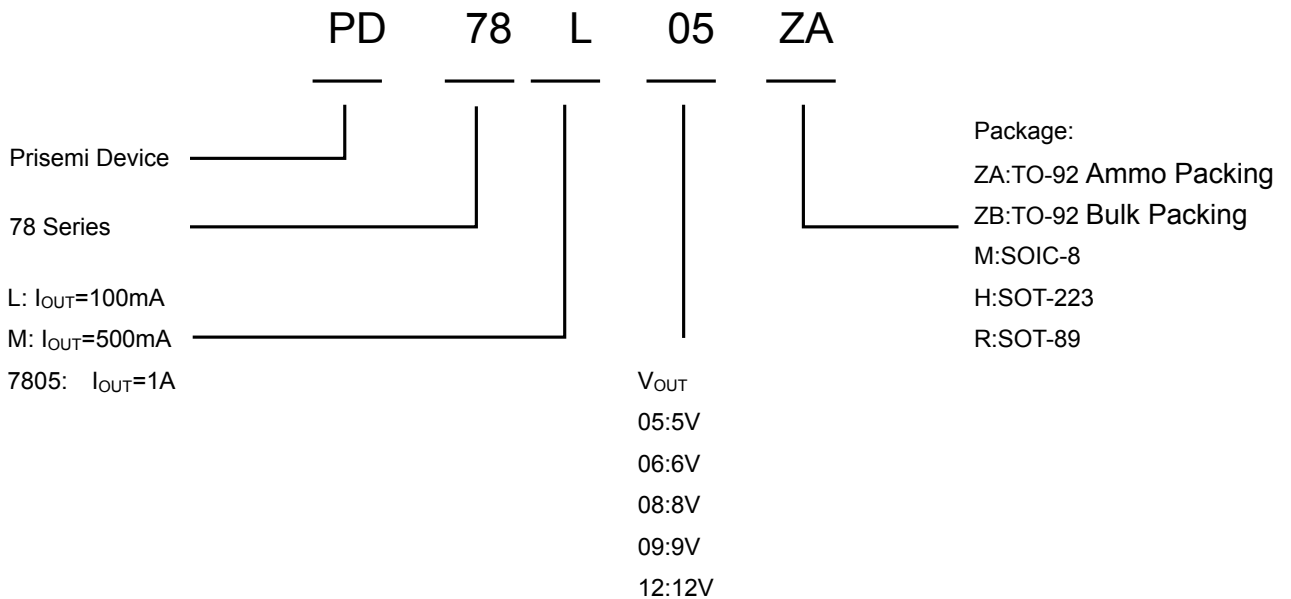 PD 78 L 05 ZA
Prisemi Device
78 Series
L: IOUT=100mA
M: IOUT=500mA
7805: IOUT=1A
VOUT
05:5V
06:6V
08:8V
09:9V
12:12V
Package:
ZA:TO-92 Ammo Packing
ZB:TO-92 Bulk Packing
M:SOIC-8
H:SOT-223
R:SOT-89